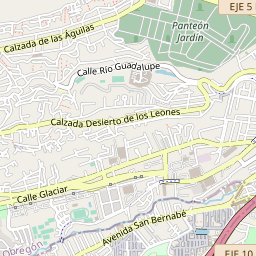 EJE 5
Panteón
jardín
Calzada de las Águilas
Calle Rio Guadalupe
Calzada Desierto de los Leones
Calle Glaciar
Avenida San Bernabé
Obregón
EJE 10